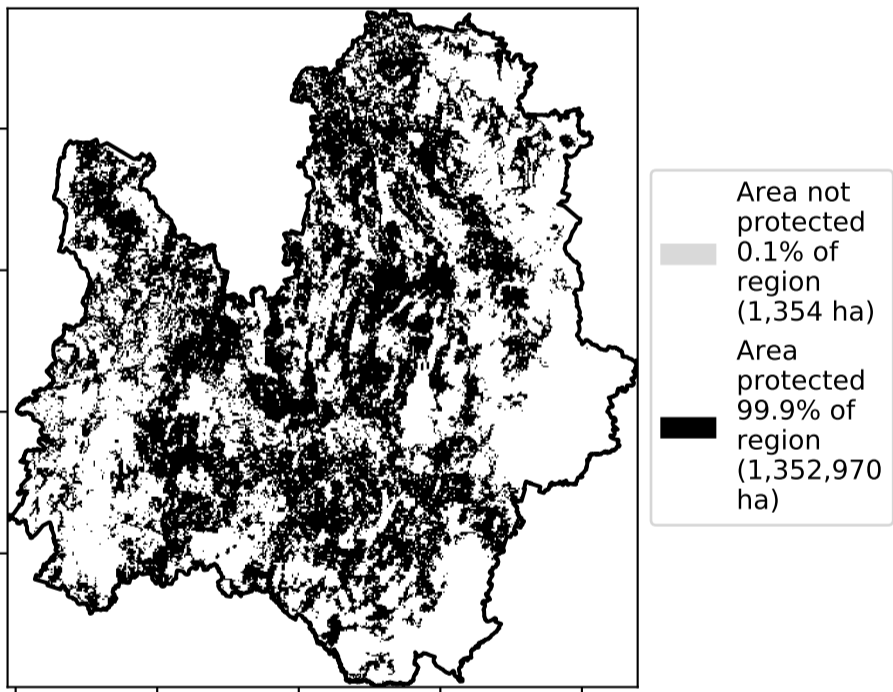 Area not
protected
0.1% of
region
(1,354 ha)
Area
protected
99.9% of
region
(1,352,970
ha)